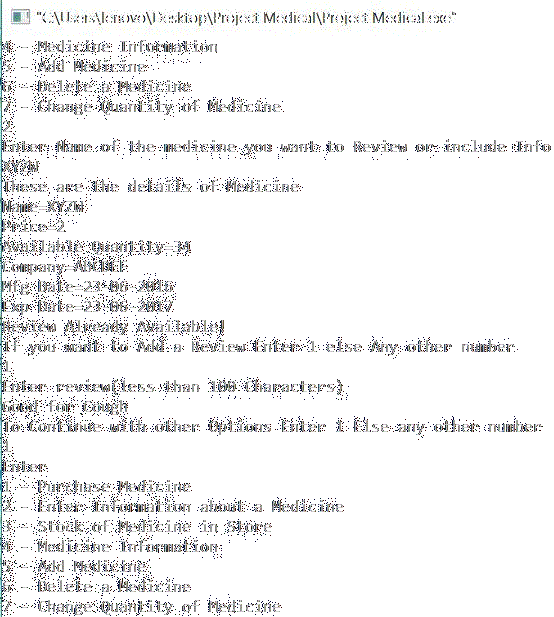 "C:\Users\lenovo\Desktop\Project Medical\Project Medical.exe"
4 - Medicine Information
5 - Add Medicine
6 - Delete a Medicine
7 - Change Quantity of Medicine
2
Enter Name of the medicine you want to Review or include Info
XYZW
These are the details of Medicine
Name=XYZW
Price=2
Available Quantity=
Company=
Mfg Date=23-06-2016
Exp Date=23-06-2017
Review Already Available!
If you want to Add a Review Enter 1 else Any other number
1
Enter review(less than 100 Characters)
Good for Cough
To Continue with other Options Enter 1 Else any other number
1
Enter
1 - Purchase Medicine
2 - Enter Information about a Medicine
3 - Stock of Medicine in Store
4 - Medicine Information
5 - Add Medicine
6 - Delete a Medicine
7 - Change Quantity of Medicine